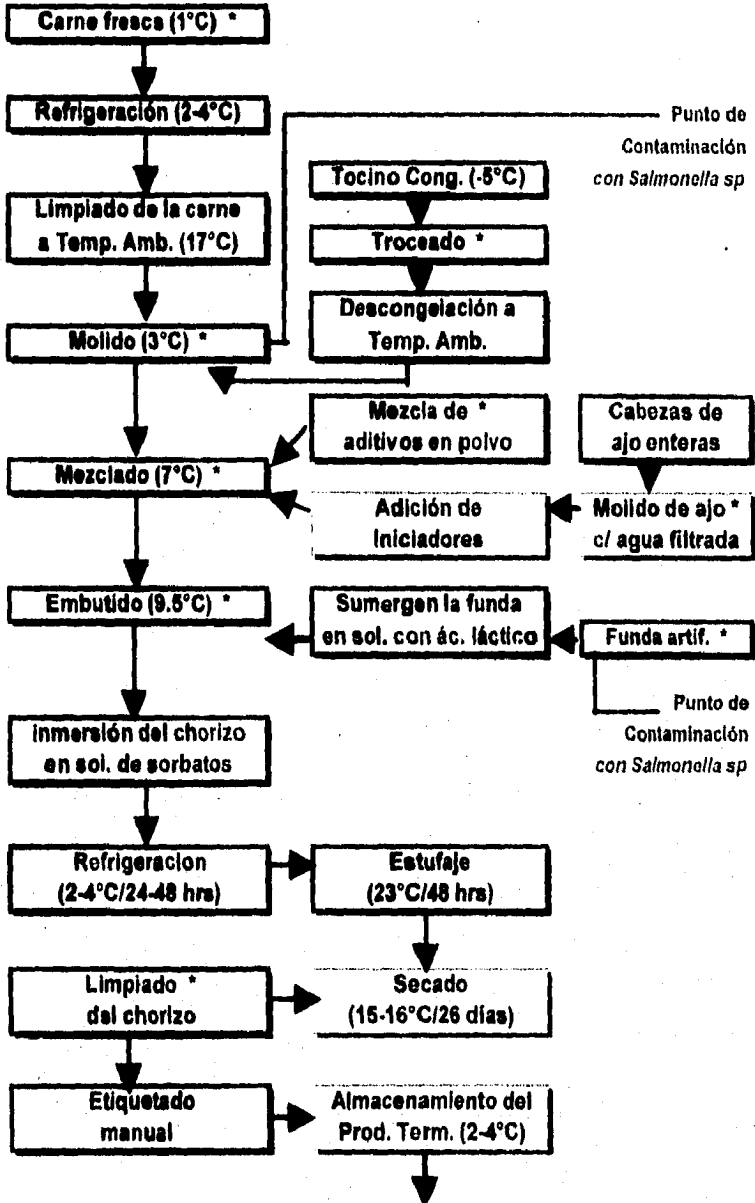 Carne fresca (1°C) *
Refrigeración (2-4°C)
Punto de
Contaminación
con Salmonella sp
Tocino Cong. (-5°C)
Limpiado de la carne
a Temp. Amb. (17°C)
Troceado *
Descongelación a
Temp. Amb.
Molido (3°C) *
Mezcla de *
aditivos en polvo
Cabezas de
ajo enteras
Mezclado (7°C) *
Adición de
Iniciadores
Molido de ajo *
c/ agua filtrada
Embutido (9.5°C) *
Sumergen la funda
en sol. con ác. láctico
Funda artif. *
Punto de
Contaminación
con Salmonella sp
Inmersión del chorizo
en sol. de sorbatos
Refrigeracion
(2-4°C/24-48 hrs)
Estufaje
(23°C/48 hrs)
Limpiado *
del chorizo
Secado
(15-16°C/26 días)
Etiquetado
manual
Almacenamiento del
Prod. Term. (2-4°C)